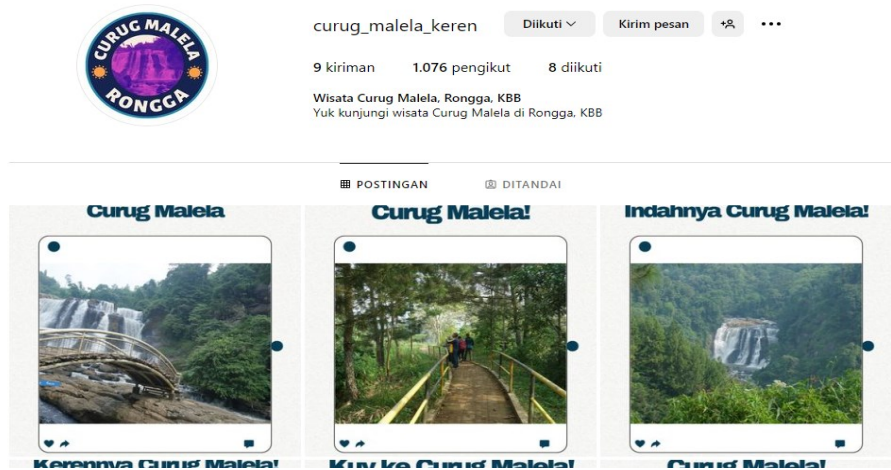 CURUG MALELA
RONGGA
curug_malela_keren
Diikuti
Kirim pesan
9 kiriman 1.076 pengikut 8 diikuti
Wisata Curug Malela, Rongga, KBB
Yuk kunjungi wisata Curug Malela di Rongga, KBB
POSTINGAN DITANDAI
Curug Malela Curug Malela! Indahnya Curug Malela!
Kerennya Curug Malela! Kuy ke Curug Malela! Curug Malela!